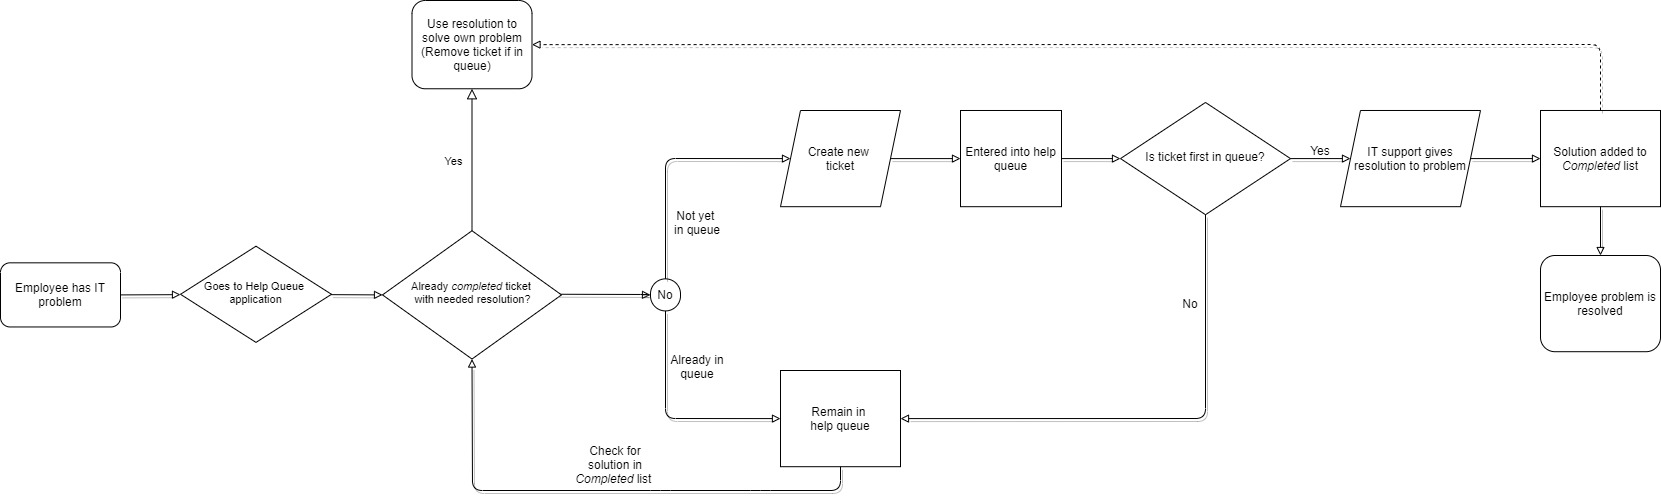 Use resolution to
solve own problem
(Remove ticket if in
queue)
Yes
Employee has IT
problem
Goes to Help Queue
application
Already completed ticket
with needed resolution?
No
Not yet
in queue
Already in
queue
Create new
ticket
Entered into help
queue
Is ticket first in queue?
Yes
No
IT support gives
resolution to problem
Solution added to
Completed list
Employee problem is
resolved
Remain in
help queue
Check for
solution in
Completed list